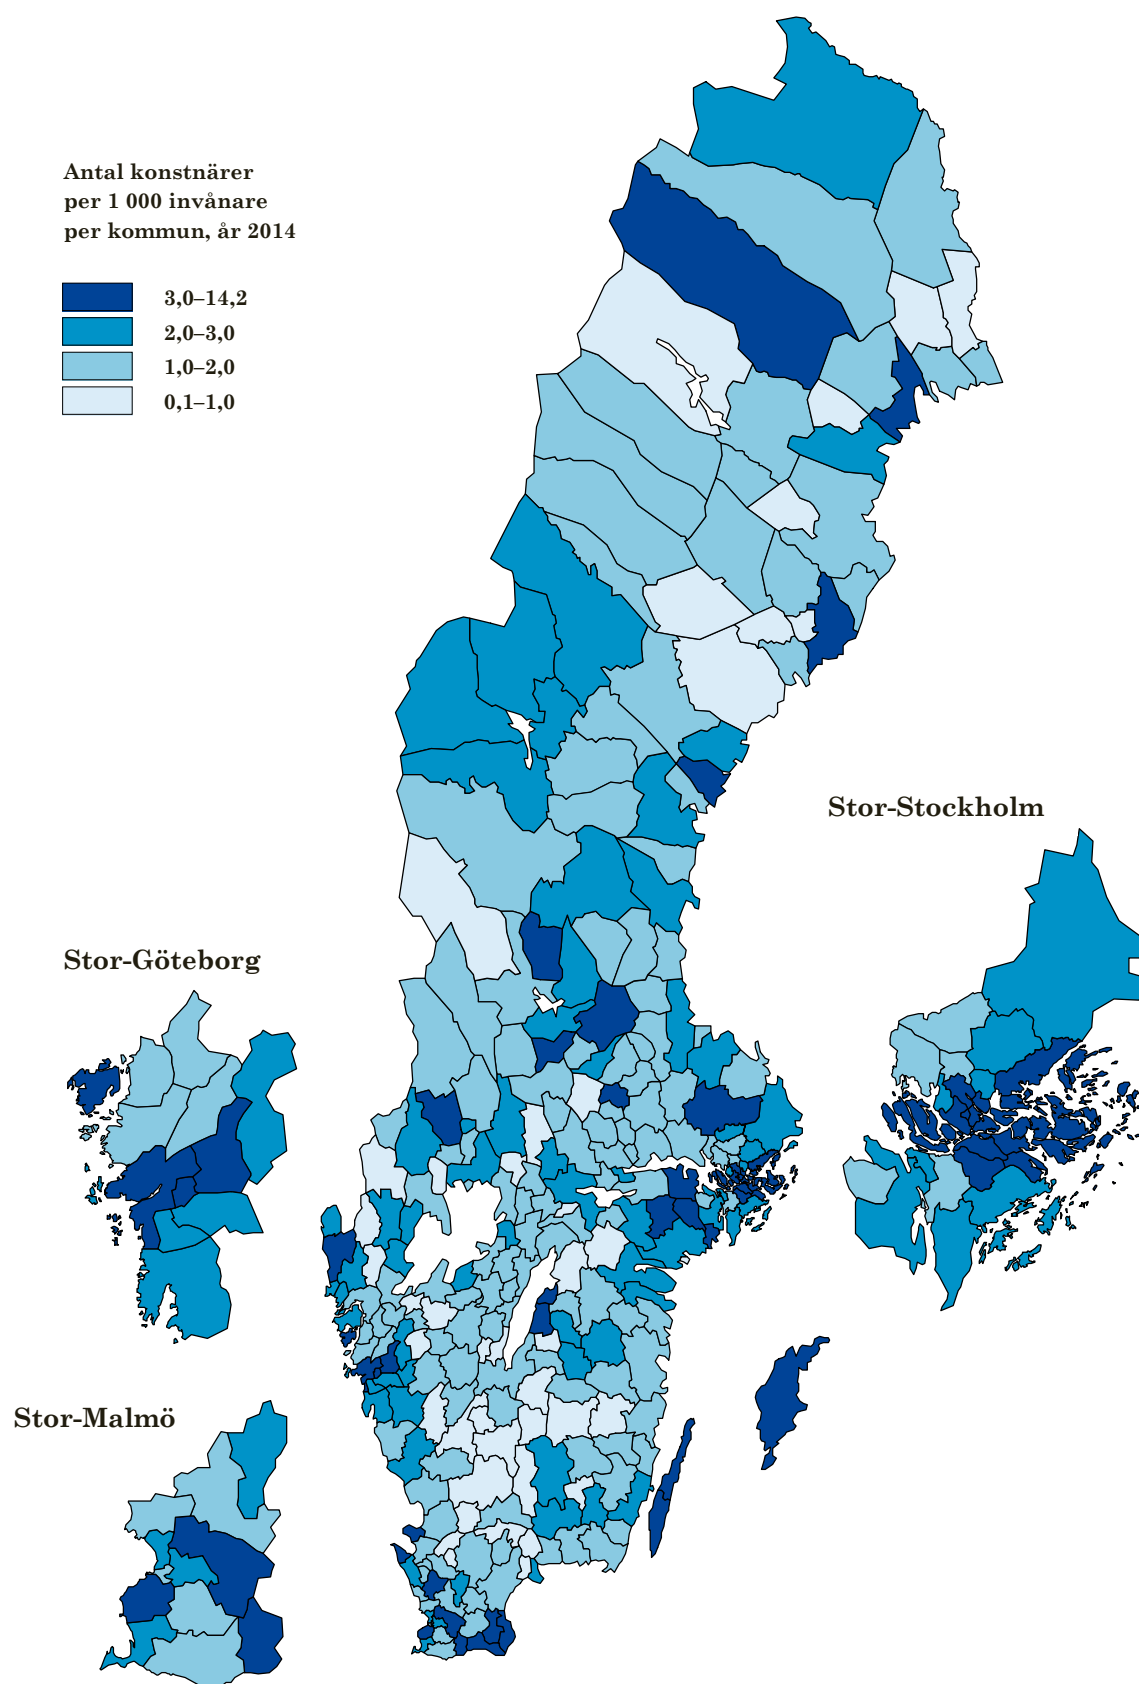 Antal konstnärer
per 1 000 invånare
per kommun, år 2014
3,0–14,2
2,0–3,0
1,0–2,0
0,1–1,0
Stor-Stockholm
Stor-Göteborg
Stor-Malmö